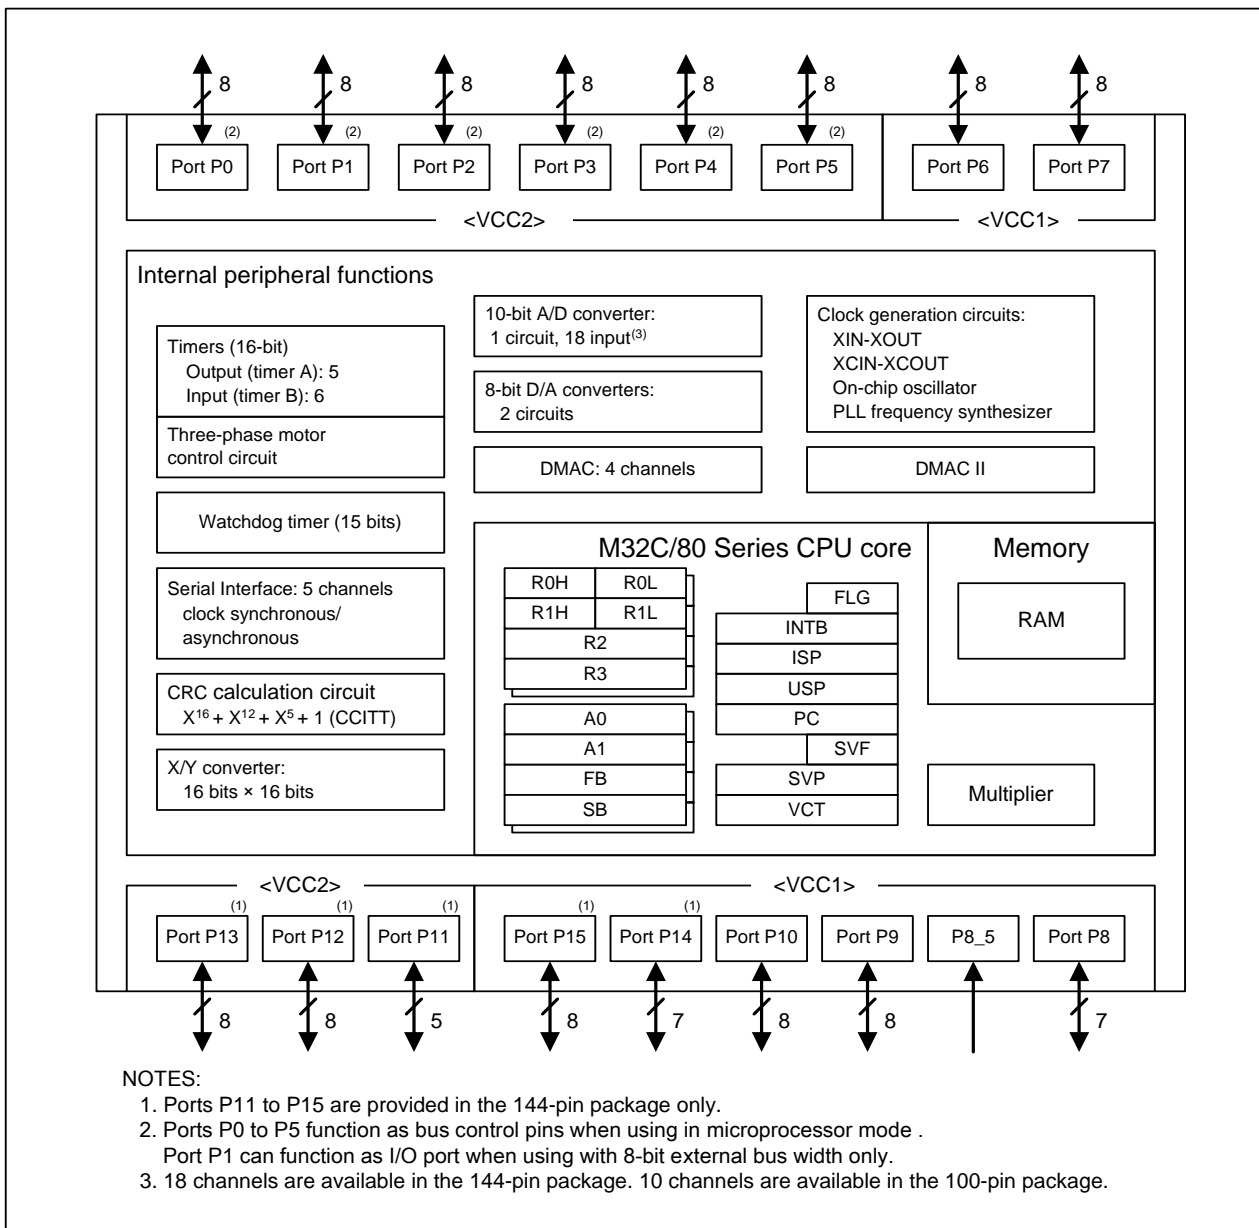 8 8 8 8 8 8 8 8
(2) (2) (2) (2) (2) (2)
Port P0 Port P1 Port P2 Port P3 Port P4 Port P5 Port P6 Port P7
<VCC2> <VCC1>
Internal peripheral functions
Timers (16-bit)
Output (timer A): 5
Input (timer B): 6
Three-phase motor
control circuit
Watchdog timer (15 bits)
Serial Interface: 5 channels
clock synchronous/
asynchronous
CRC calculation circuit
X¹⁶ + X¹² + X⁵ + 1 (CCITT)
X/Y converter:
16 bits × 16 bits
10-bit A/D converter:
1 circuit, 18 input(3)
8-bit D/A converters:
2 circuits
DMAC: 4 channels
Clock generation circuits:
XIN-XOUT
XCIN-XCOUT
On-chip oscillator
PLL frequency synthesizer
DMAC II
M32C/80 Series CPU core
R0H R0L
R1H R1L
R2
R3
A0
A1
FB
SB
FLG
INTB
ISP
USP
PC
SVF
SVP
VCT
Memory
RAM
Multiplier
<VCC2> <VCC1>
(1) (1) (1) (1) (1)
Port P13 Port P12 Port P11 Port P15 Port P14 Port P10 Port P9 P8_5 Port P8
8 8 5 8 7 8 8 7
NOTES:
1. Ports P11 to P15 are provided in the 144-pin package only.
2. Ports P0 to P5 function as bus control pins when using in microprocessor mode .
Port P1 can function as I/O port when using with 8-bit external bus width only.
3. 18 channels are available in the 144-pin package. 10 channels are available in the 100-pin package.